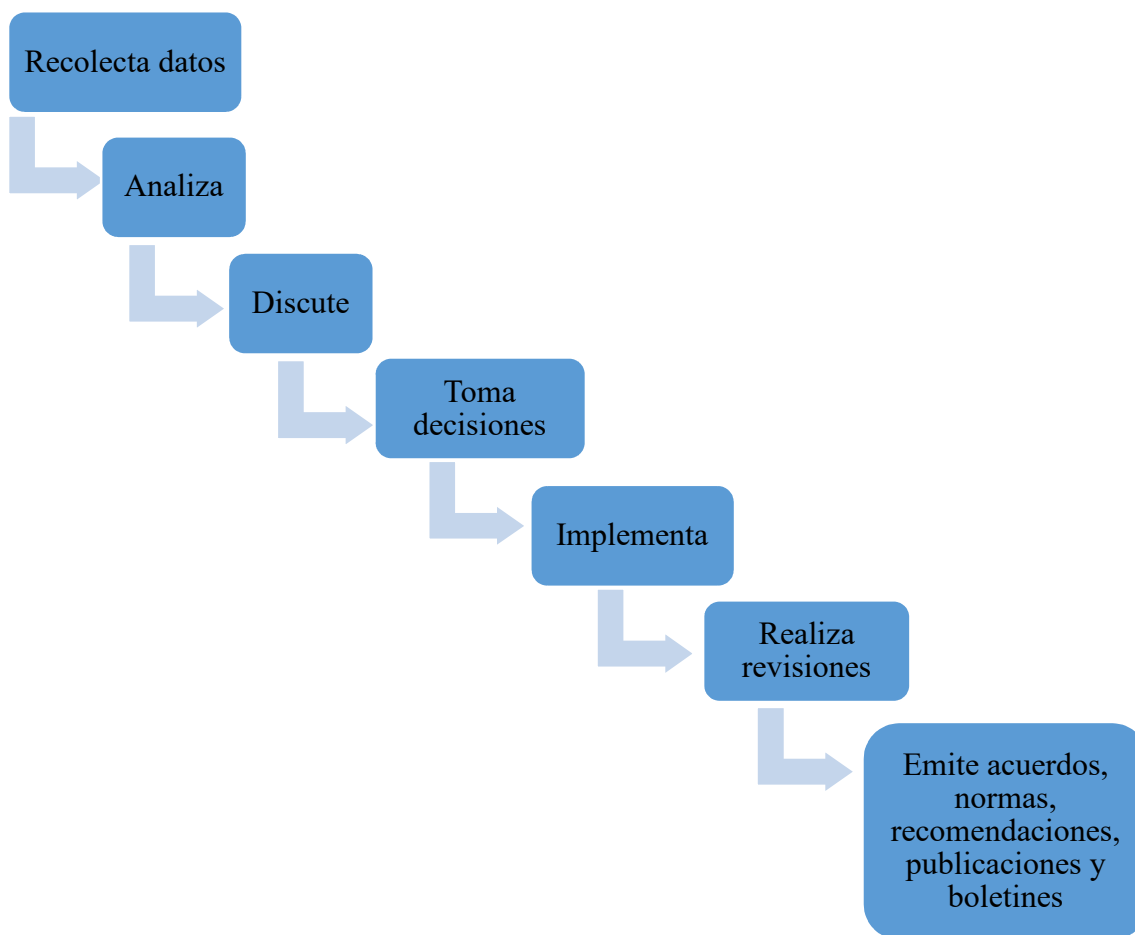 Recolecta datos
Analiza
Discute
Toma
decisiones
Implementa
Realiza
revisiones
Emite acuerdos,
normas,
recomendaciones,
publicaciones y
boletines